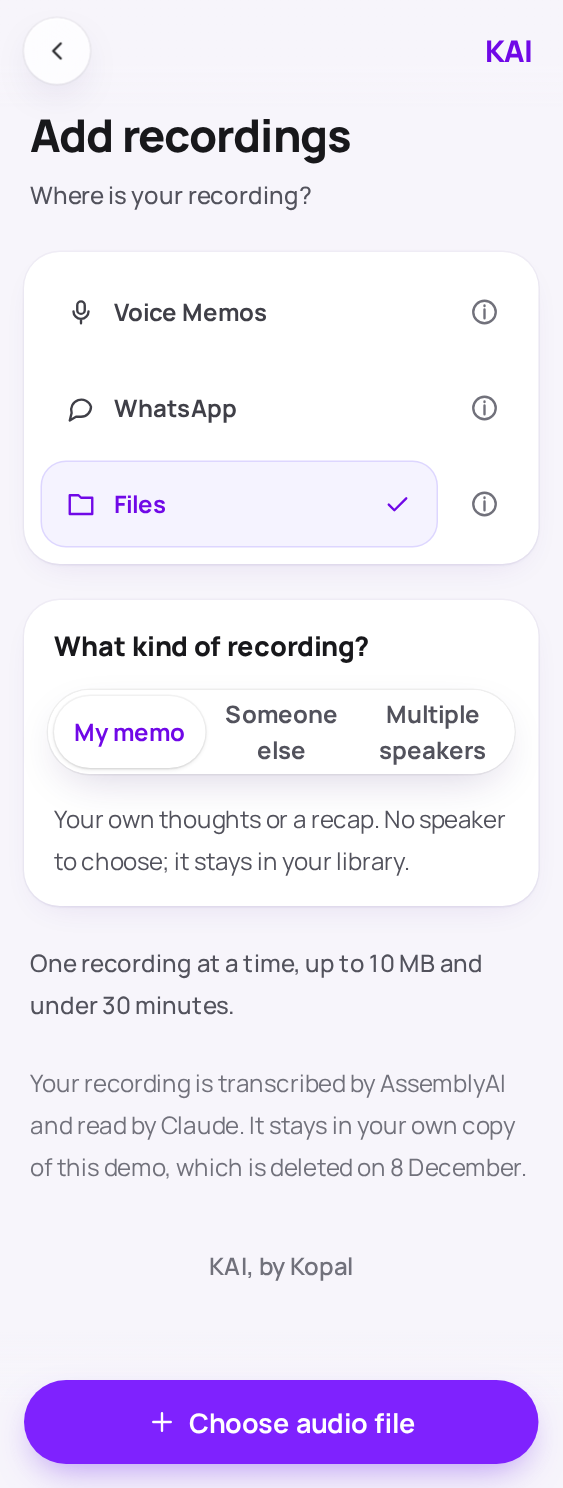 KAI
Add recordings
Where is your recording?
Voice Memos
WhatsApp
Files
What kind of recording?
My memo
Someone
else
Multiple
speakers
Your own thoughts or a recap. No speaker
to choose; it stays in your library.
One recording at a time, up to 10 MB and
under 30 minutes.
Your recording is transcribed by AssemblyAI
and read by Claude. It stays in your own copy
of this demo, which is deleted on 8 December.
KAI, by Kopal
Choose audio file